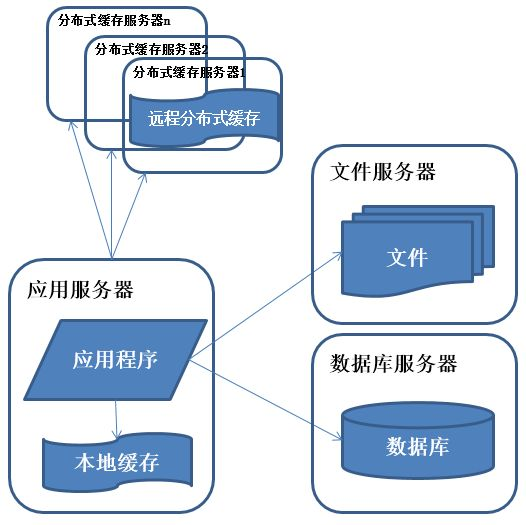 分布式缓存服务器n
分布式缓存服务器2
分布式缓存服务器1
远程分布式缓存
文件服务器
文件
应用服务器
应用程序
本地缓存
数据库服务器
数据库